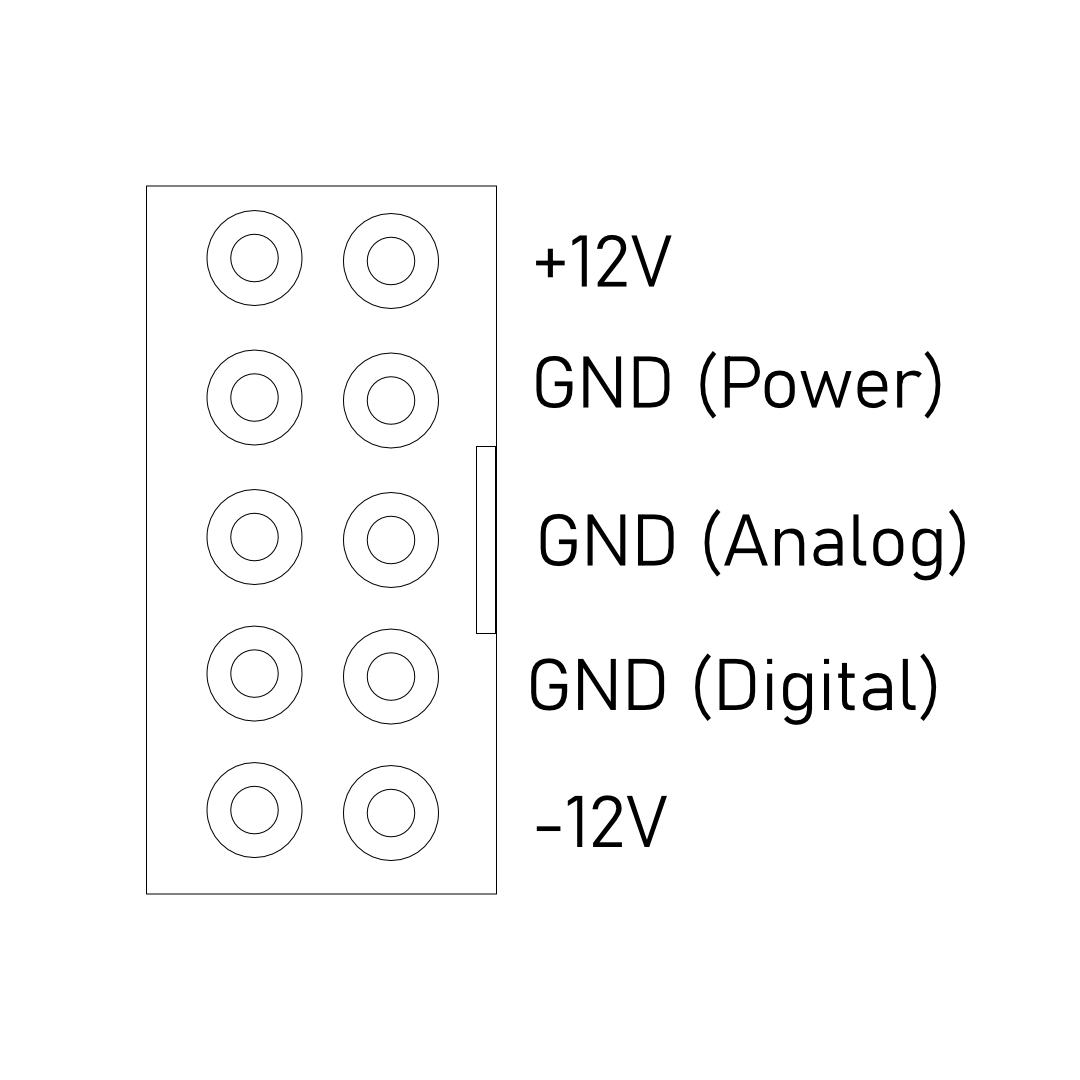 +12V
GND (Power)
GND (Analog)
GND (Digital)
-12V